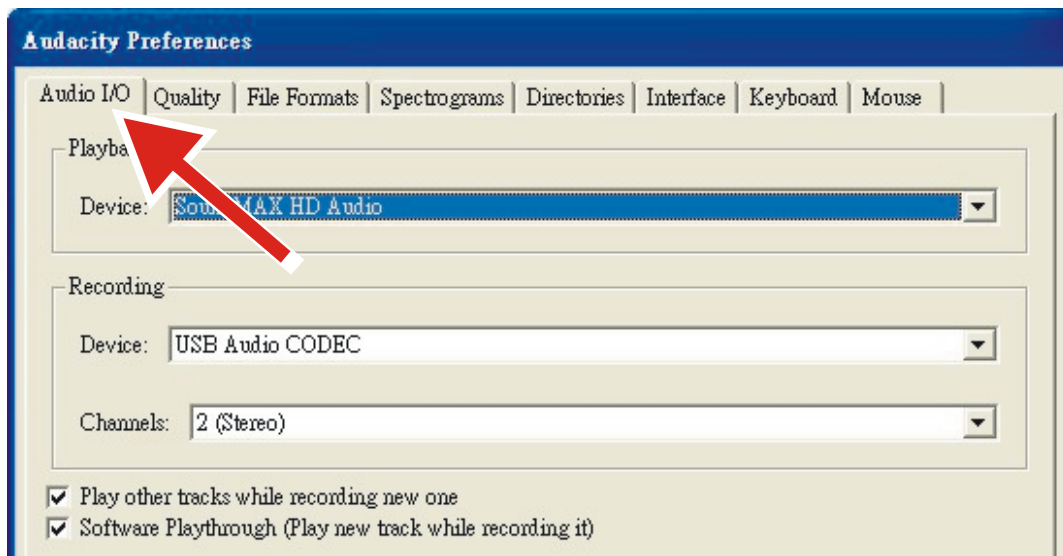 Audacity Preferences
Audio I/O Quality File Formats Spectrograms Directories Interface Keyboard Mouse
Device: MAX HD Audio
Recording
Device: USB Audio CODEC
Channels: 2 (Stereo)
Play other tracks while recording new one
Software Playthrough (Play new track while recording it)